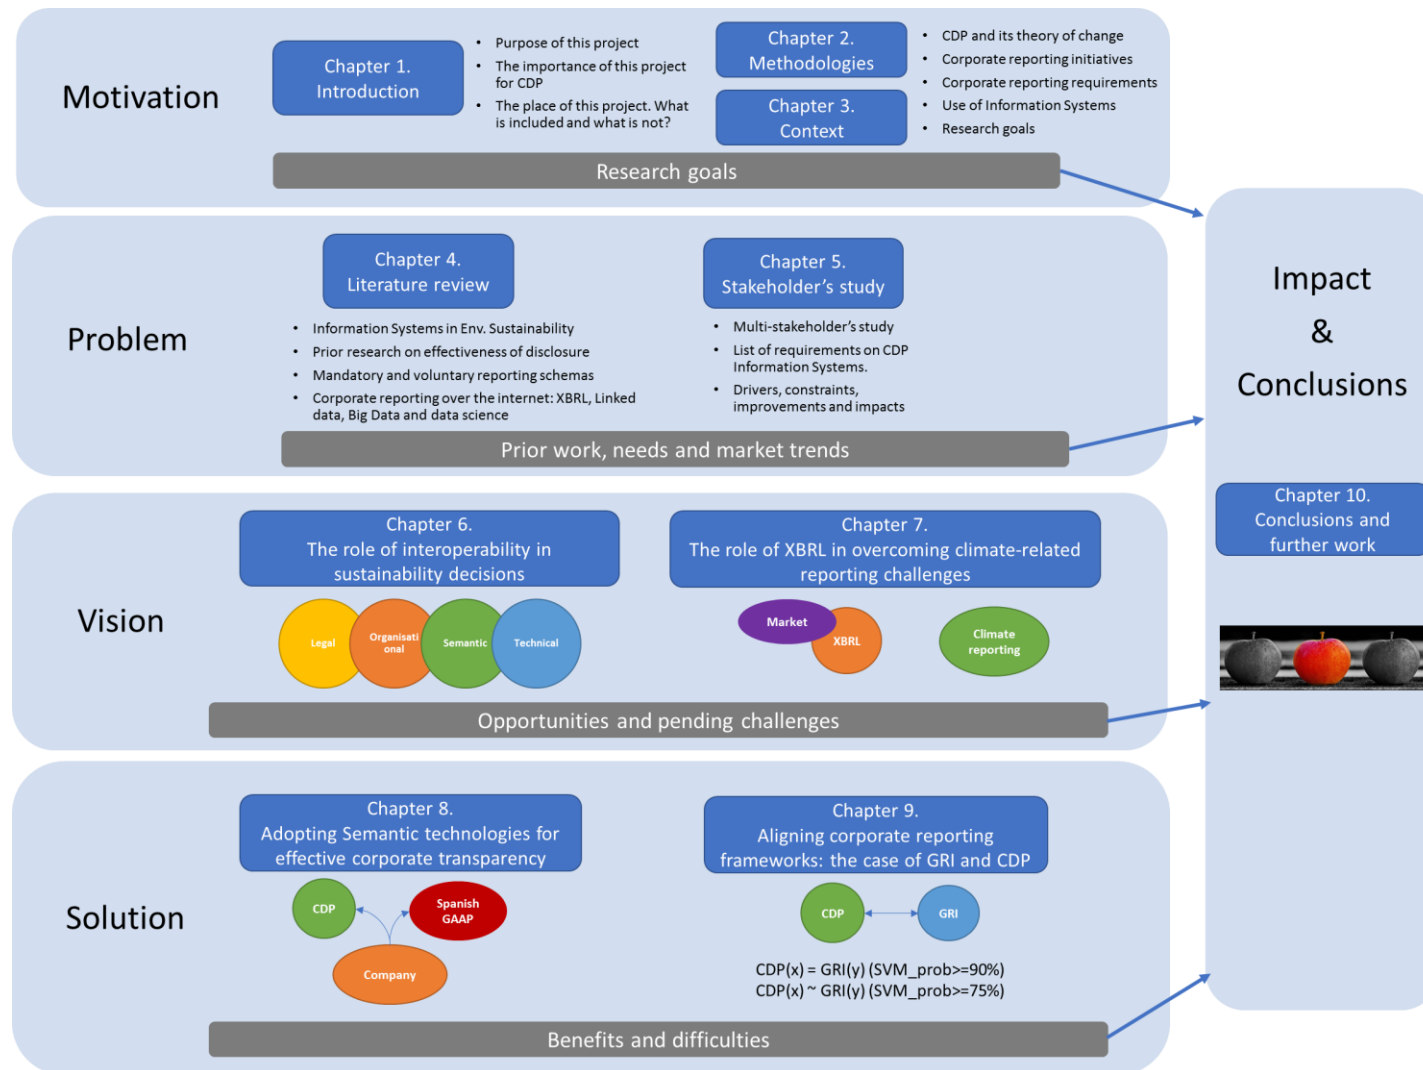 Motivation
Chapter 1.
Introduction
• Purpose of this project
• The importance of this project
for CDP
• The place of this project. What
is included and what is not?
Chapter 2.
Methodologies
Chapter 3.
Context
• CDP and its theory of change
• Corporate reporting initiatives
• Corporate reporting requirements
• Use of Information Systems
• Research goals
Research goals
Problem
Chapter 4.
Literature review
• Information Systems in Env. Sustainability
• Prior research on effectiveness of disclosure
• Mandatory and voluntary reporting schemas
• Corporate reporting over the internet: XBRL, Linked
data, Big Data and data science
Chapter 5.
Stakeholder’s study
• Multi-stakeholder’s study
• List of requirements on CDP
Information Systems.
• Drivers, constraints,
improvements and impacts
Prior work, needs and market trends
Vision
Chapter 6.
The role of interoperability in
sustainability decisions
Legal
Organisati
onal
Semantic
Technical
Chapter 7.
The role of XBRL in overcoming climate-related
reporting challenges
Market
XBRL
Climate
reporting
Opportunities and pending challenges
Solution
Chapter 8.
Adopting Semantic technologies for
effective corporate transparency
CDP
Spanish
GAAP
Company
Chapter 9.
Aligning corporate reporting
frameworks: the case of GRI and CDP
CDP
GRI
CDP(x) = GRI(y) (SVM_prob>=90%)
CDP(x) ~ GRI(y) (SVM_prob>=75%)
Benefits and difficulties
Impact
&
Conclusions
Chapter 10.
Conclusions and
further work